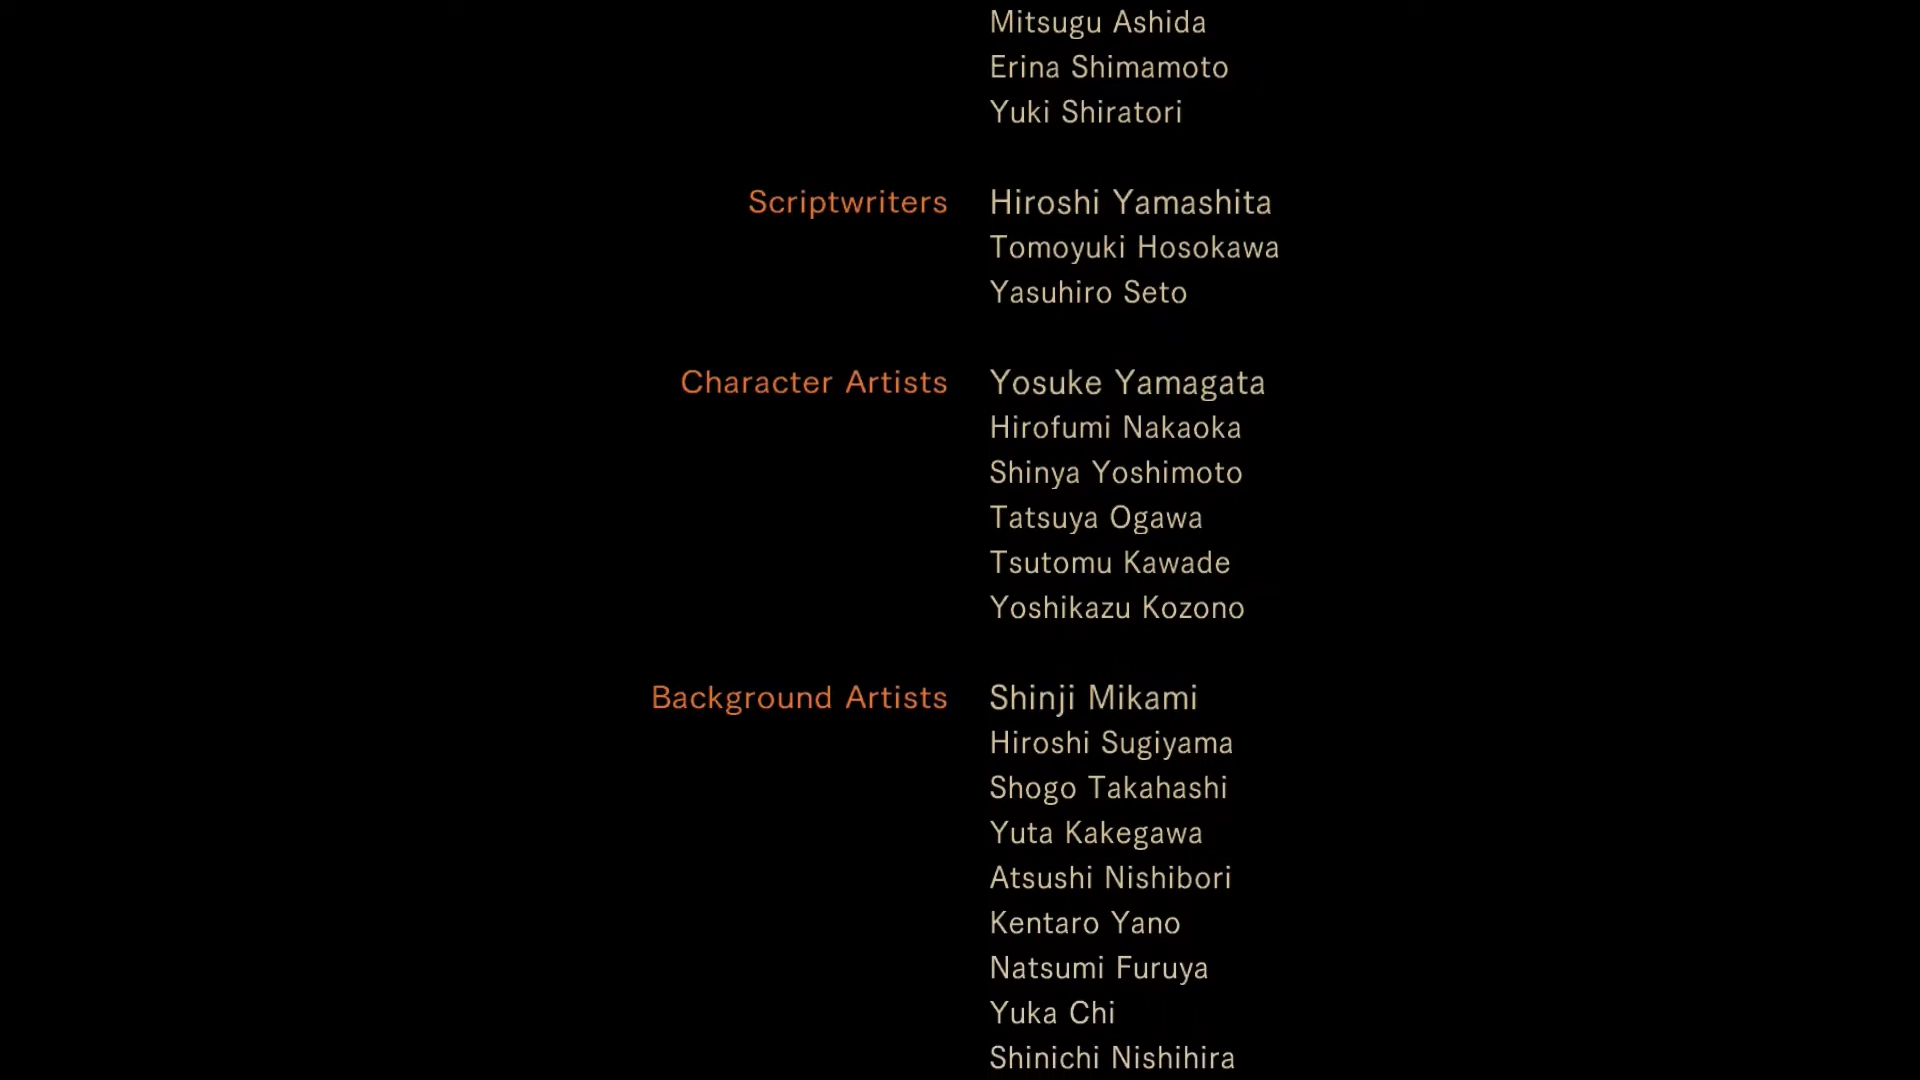 Mitsugu Ashida
Erina Shimamoto
Yuki Shiratori
Scriptwriters Hiroshi Yamashita
Tomoyuki Hosokawa
Yasuhiro Seto
Character Artists Yosuke Yamagata
Hirofumi Nakaoka
Shinya Yoshimoto
Tatsuya Ogawa
Tsutomu Kawade
Yoshikazu Kozono
Background Artists Shinji Mikami
Hiroshi Sugiyama
Shogo Takahashi
Yuta Kakegawa
Atsushi Nishibori
Kentaro Yano
Natsumi Furuya
Yuka Chi
Shinichi Nishihira